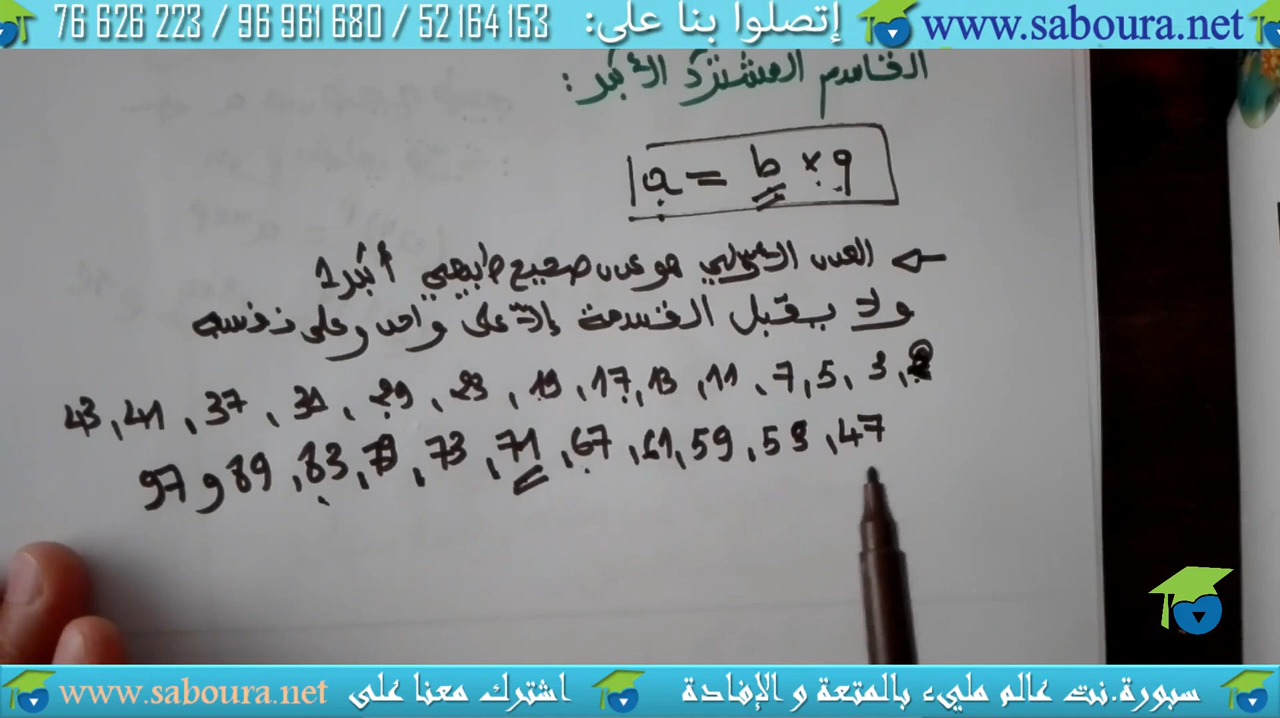 www.saboura.net إتصلوا بنا على: 76 626 223 / 96 961 680 / 52 164 153
القاسم المشترك الأكبر :
a = b × q
العدد الأولي هو عدد صحيح طبيعي أكبر 1
ولا يقبل القسمة إلا على واحد وعلى نفسه
2, 3, 5, 7, 11, 13, 17, 19, 23, 29, 31, 37, 41, 43
47, 53, 59, 61, 67, 71, 73, 79, 83, 89 و 97
سبورة.نت عالم مليء بالمتعة و الإفادة اشترك معنا على www.saboura.net